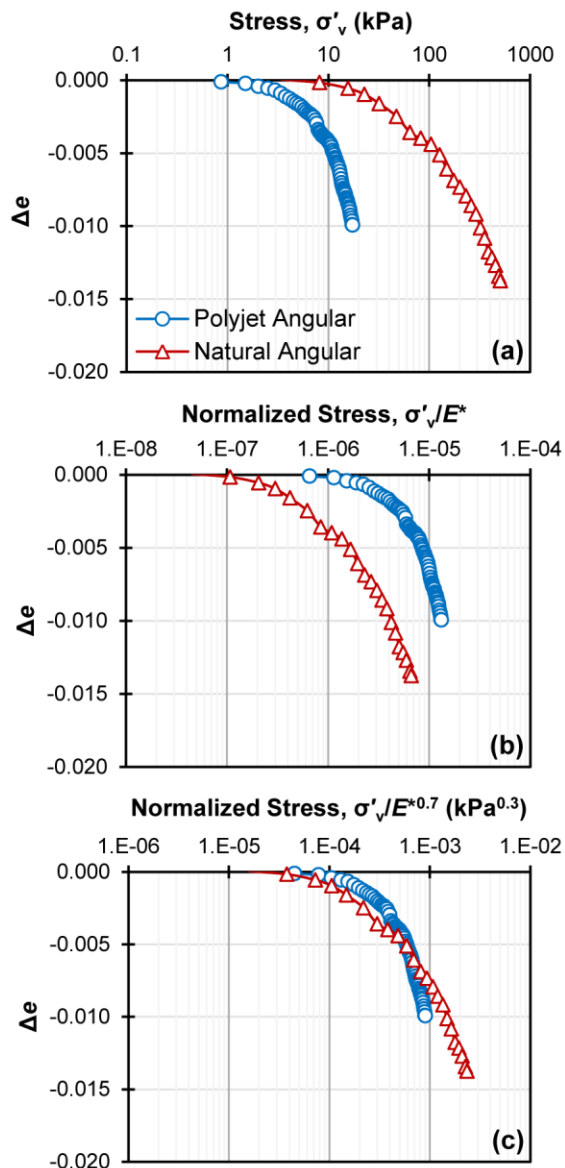 Stress, σ′v (kPa)
0.1 1 10 100 1000
0.000
-0.005
-0.010
-0.015
-0.020
Δe
Polyjet Angular
Natural Angular
(a)
Normalized Stress, σ′v/E*
1.E-08 1.E-07 1.E-06 1.E-05 1.E-04
0.000
-0.005
-0.010
-0.015
-0.020
Δe
(b)
Normalized Stress, σ′v/E*0.7 (kPa0.3)
1.E-06 1.E-05 1.E-04 1.E-03 1.E-02
0.000
-0.005
-0.010
-0.015
-0.020
Δe
(c)